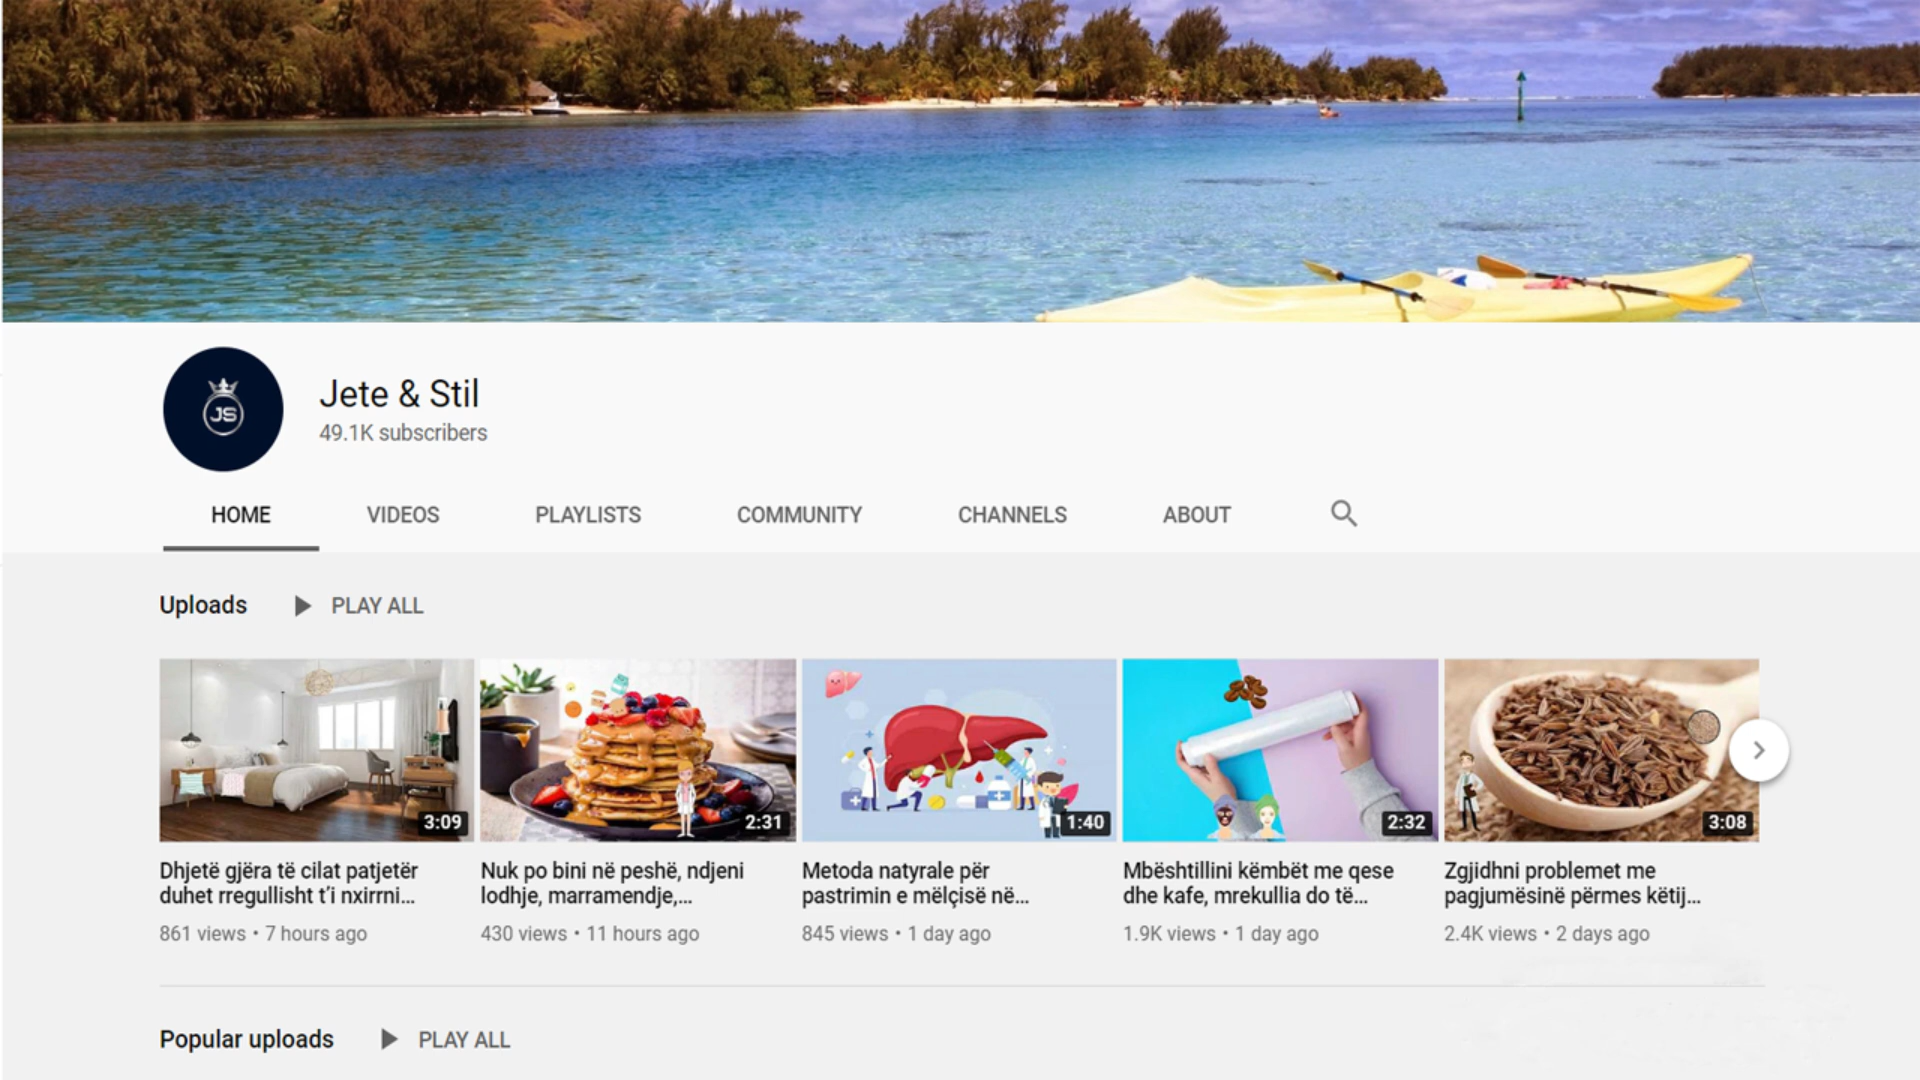 JS
Jete & Stil
49.1K subscribers
HOME VIDEOS PLAYLISTS COMMUNITY CHANNELS ABOUT
Uploads PLAY ALL
3:09 2:31 1:40 2:32 3:08
Dhjetë gjëra të cilat patjetër
duhet rregullisht t'i nxirrni...
861 views • 7 hours ago
Nuk po bini në peshë, ndjeni
lodhje, marramendje,...
430 views • 11 hours ago
Metoda natyrale për
pastrimin e mëlçisë në...
845 views • 1 day ago
Mbështillini këmbët me qese
dhe kafe, mrekullia do të...
1.9K views • 1 day ago
Zgjidhni problemet me
pagjumësinë përmes këtij...
2.4K views • 2 days ago
Popular uploads PLAY ALL